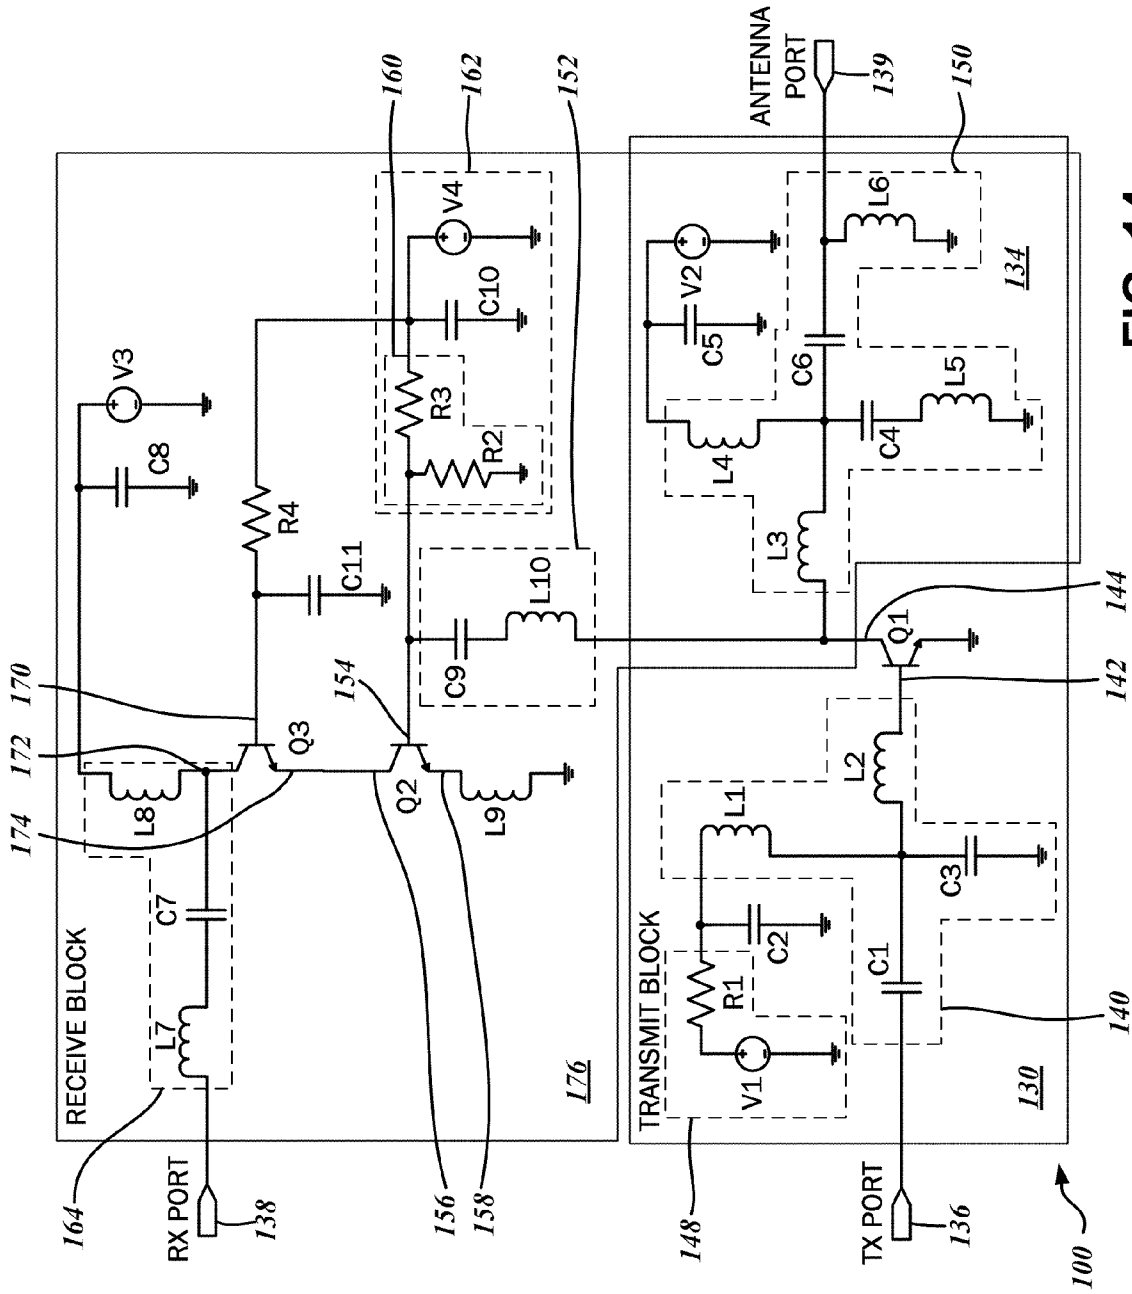 RECEIVE BLOCK
RX PORT
138
164
L7
C7
L8
174
172
170
V3
C8
Q3
R4
C11
154
Q2
L9
156
158
160
162
152
V4
C10
R3
R2
C9
L10
176
TRANSMIT BLOCK
148
V1
R1
C2
L1
TX PORT
136
C1
C3
L2
140
130
142
144
Q1
L3
L4
C5
V2
C6
C4
L5
L6
134
150
ANTENNA
PORT
139
100